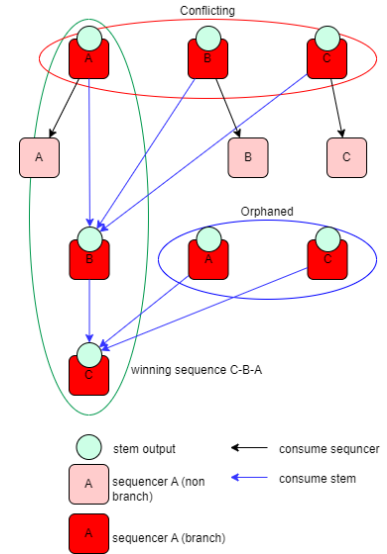 Conflicting
A
B
C
A
B
C
Orphaned
B
A
C
C
winning sequence C-B-A
stem output
consume sequncer
A
sequencer A (non
branch)
consume stem
A
sequencer A (branch)